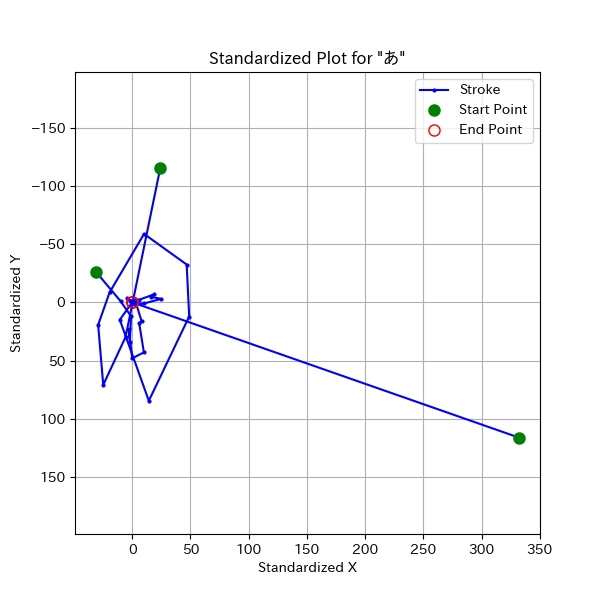 Standardized Plot for "あ"
Stroke
Start Point
End Point
Standardized Y
−150
−100
−50
0
50
100
150
0 50 100 150 200 250 300 350
Standardized X